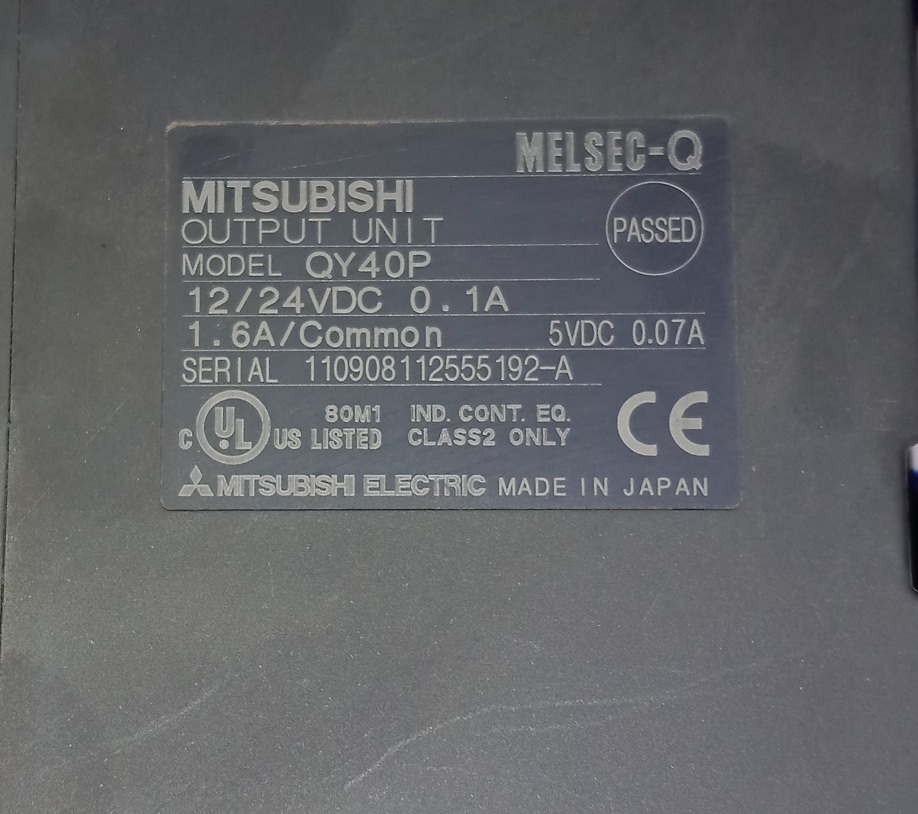 MELSEC-Q
MITSUBISHI
OUTPUT UNIT
PASSED
MODEL QY40P
12/24VDC 0.1A
1.6A/Common 5VDC 0.07A
SERIAL 110908112555192-A
C UL US LISTED 80M1 IND. CONT. EQ.
CLASS2 ONLY
CE
MITSUBISHI ELECTRIC MADE IN JAPAN